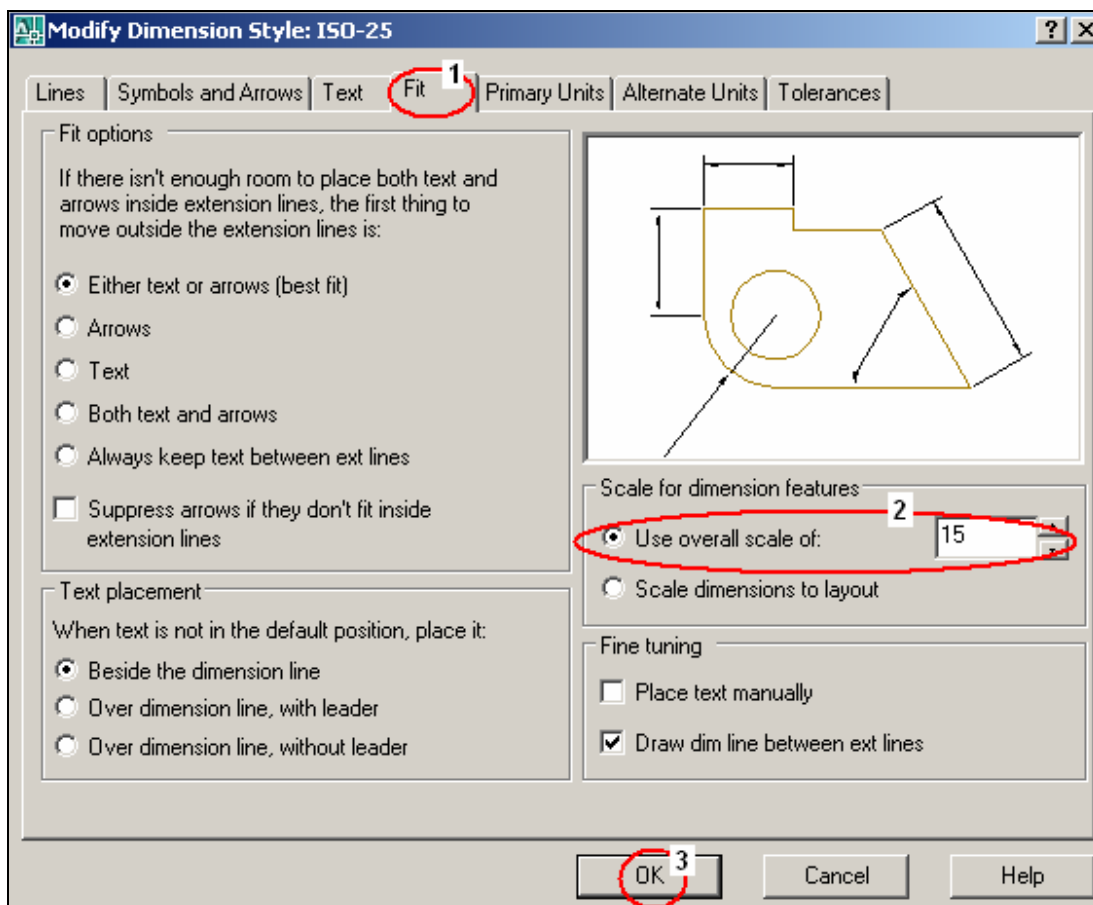 Modify Dimension Style: ISO-25
?
Lines Symbols and Arrows Text Fit 1 Primary Units Alternate Units Tolerances
Fit options
If there isn't enough room to place both text and
arrows inside extension lines, the first thing to
move outside the extension lines is:
Either text or arrows (best fit)
Arrows
Text
Both text and arrows
Always keep text between ext lines
Suppress arrows if they don't fit inside
extension lines
Text placement
When text is not in the default position, place it:
Beside the dimension line
Over dimension line, with leader
Over dimension line, without leader
Scale for dimension features
2
Use overall scale of: 15
Scale dimensions to layout
Fine tuning
Place text manually
Draw dim line between ext lines
OK 3 Cancel Help